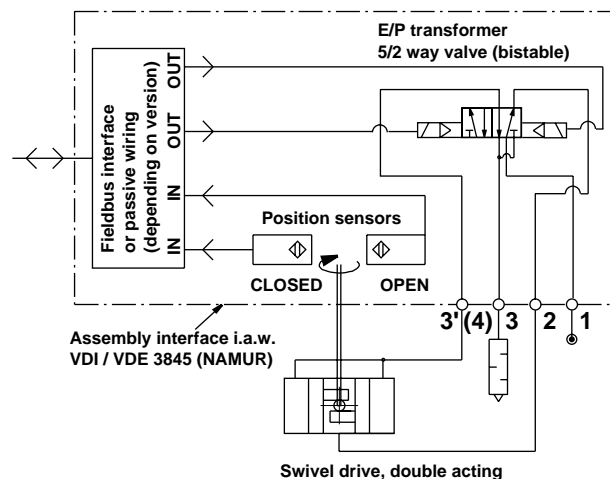 E/P transformer
5/2 way valve (bistable)
Fieldbus interface
or passive wiring
(depending on version)
OUT
OUT
IN
IN
Position sensors
CLOSED
OPEN
3' (4)
3
2
1
Assembly interface i.a.w.
VDI / VDE 3845 (NAMUR)
Swivel drive, double acting